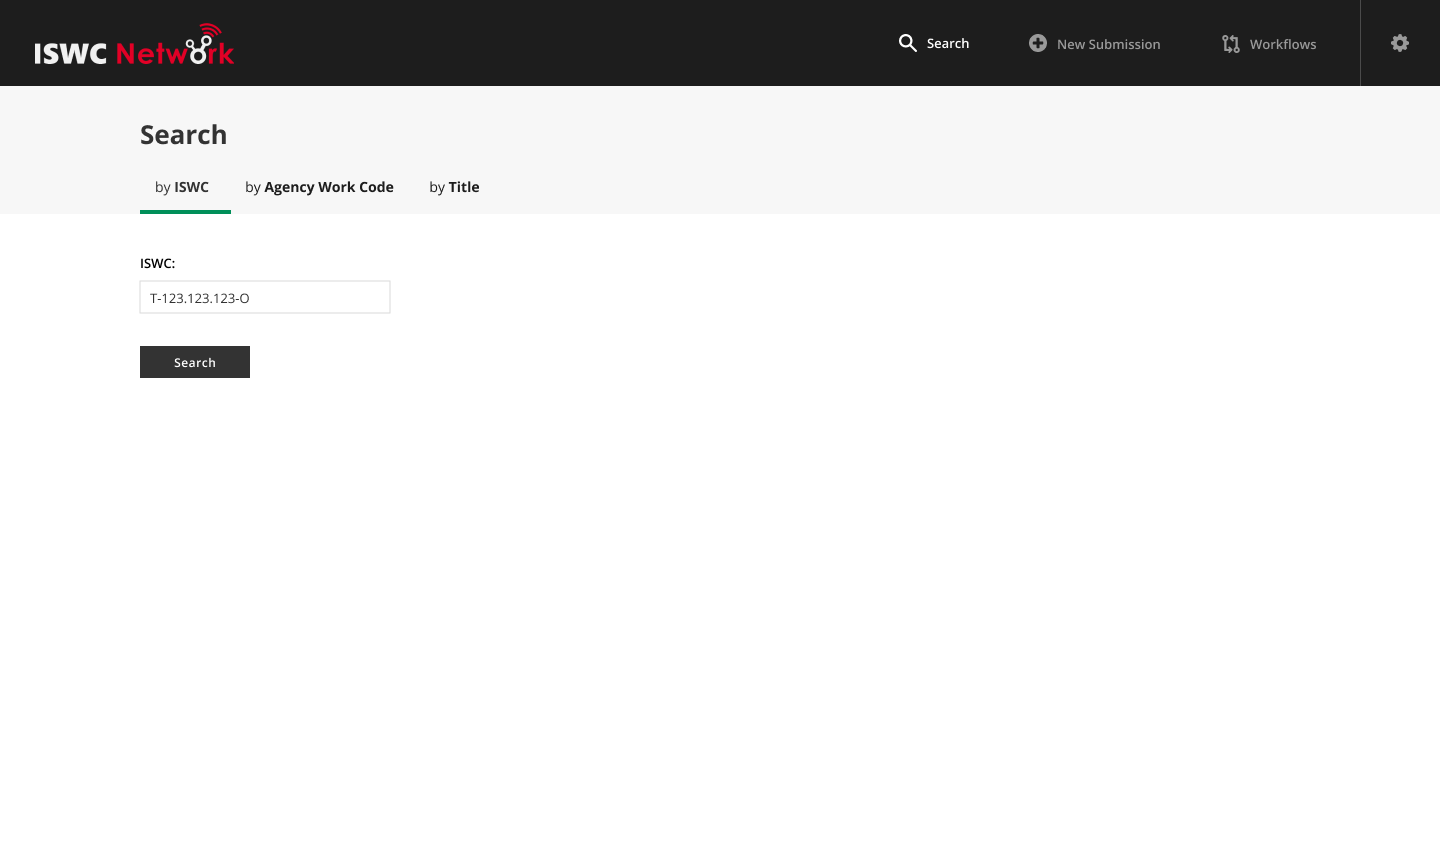 ISWC Network
Search
New Submission
Workflows
Search
by ISWC
by Agency Work Code
by Title
ISWC:
T-123.123.123-O
Search